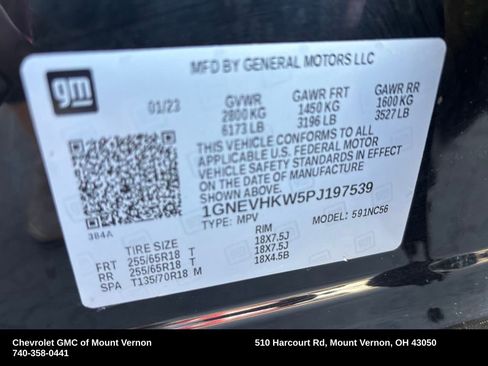 MFD BY GENERAL MOTORS LLC
gm
01/23
GVWR GAWR FRT GAWR RR
2800 KG 1450 KG 1600 KG
6173 LB 3196 LB 3527 LB
THIS VEHICLE CONFORMS TO ALL
APPLICABLE U.S. FEDERAL MOTOR
VEHICLE SAFETY STANDARDS IN EFFECT
ON THE DATE OF MANUFACTURE
SHOWN ABOVE.
1GNEVHKW5PJ197539
384A
TYPE: MPV MODEL: 591NC56
TIRE SIZE RIM
FRT 255/65R18 T 18X7.5J
RR 255/65R18 T 18X7.5J
SPA T135/70R18 M 18X4.5B
Chevrolet GMC of Mount Vernon 510 Harcourt Rd, Mount Vernon, OH 43050
740-358-0441